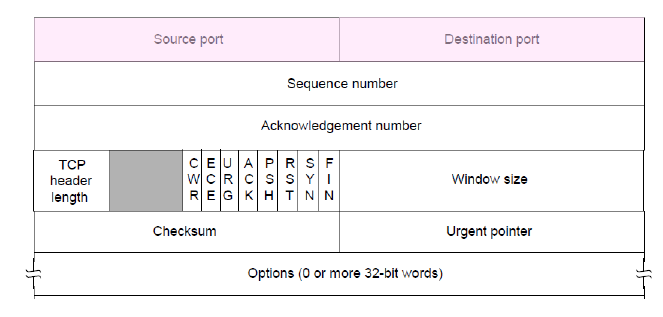 Source port
Destination port
Sequence number
Acknowledgement number
TCP
header
length
CWR
ECE
URG
ACK
PSH
RST
SYN
FIN
Window size
Checksum
Urgent pointer
Options (0 or more 32-bit words)